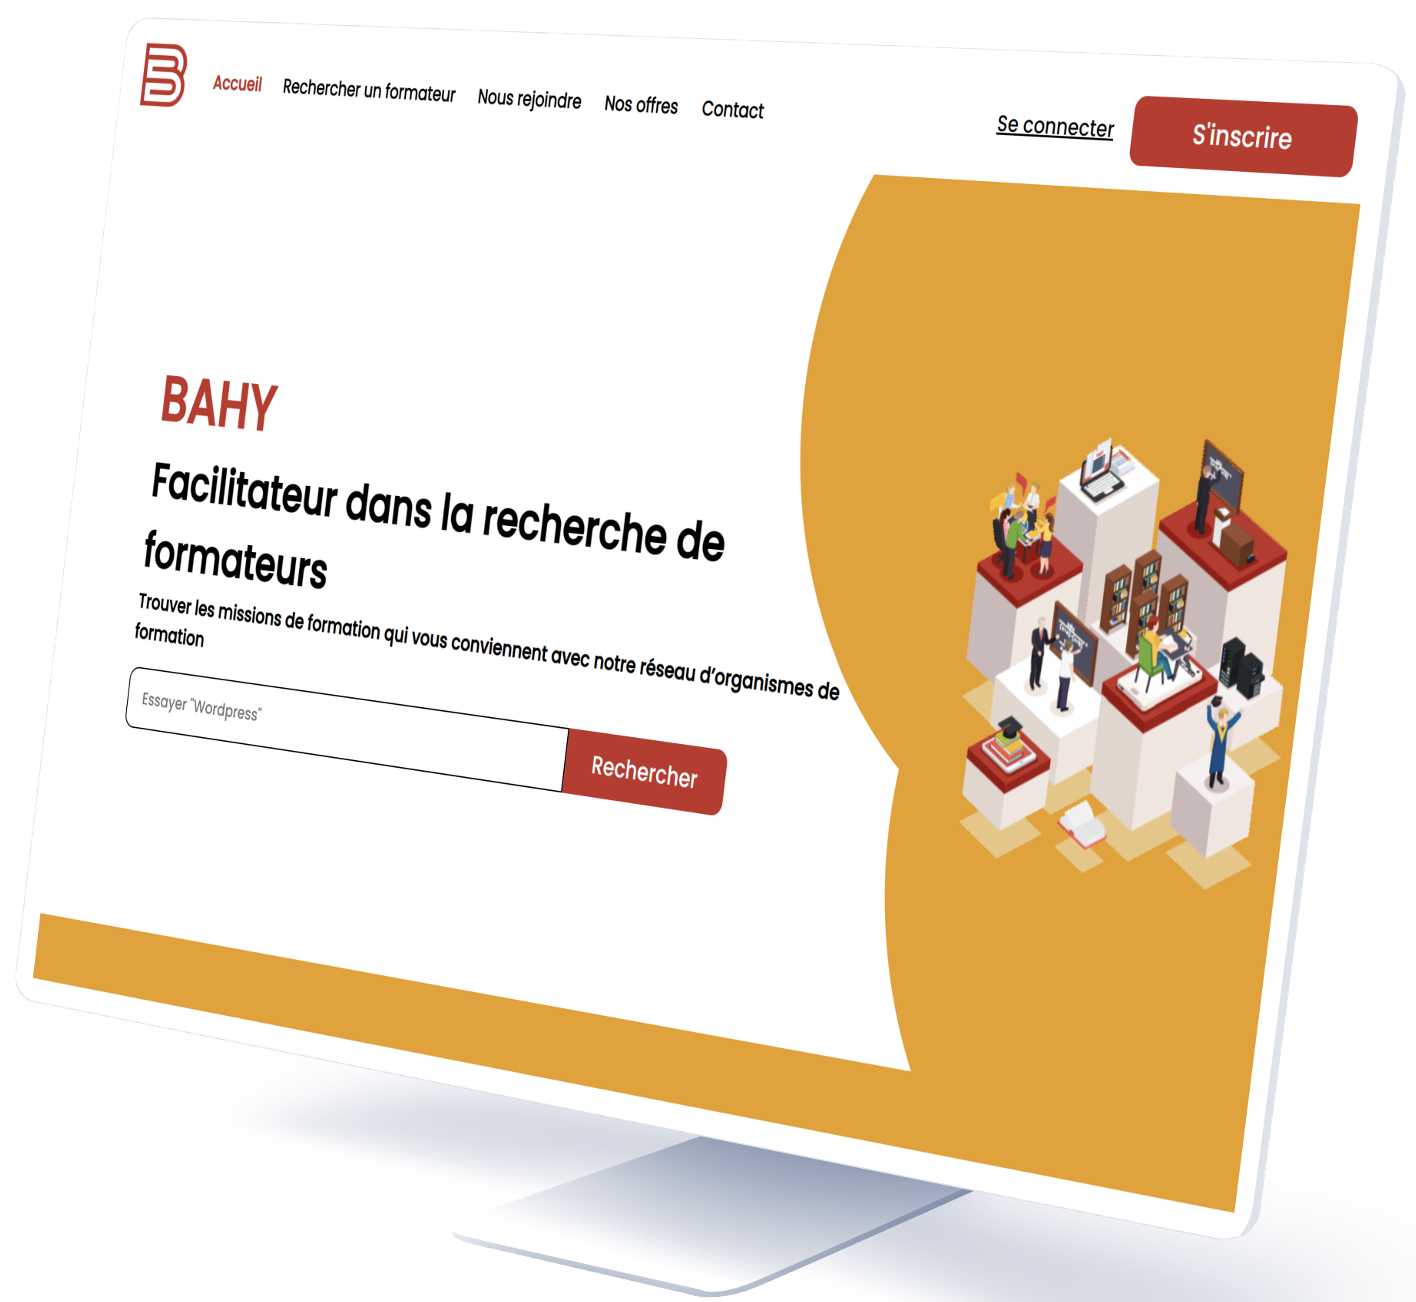 B
Accueil Rechercher un formateur Nous rejoindre Nos offres Contact
Se connecter S'inscrire
BAHY
Facilitateur dans la recherche de
formateurs
Trouver les missions de formation qui vous conviennent avec notre réseau d’organismes de
formation
Essayer "Wordpress"
Rechercher